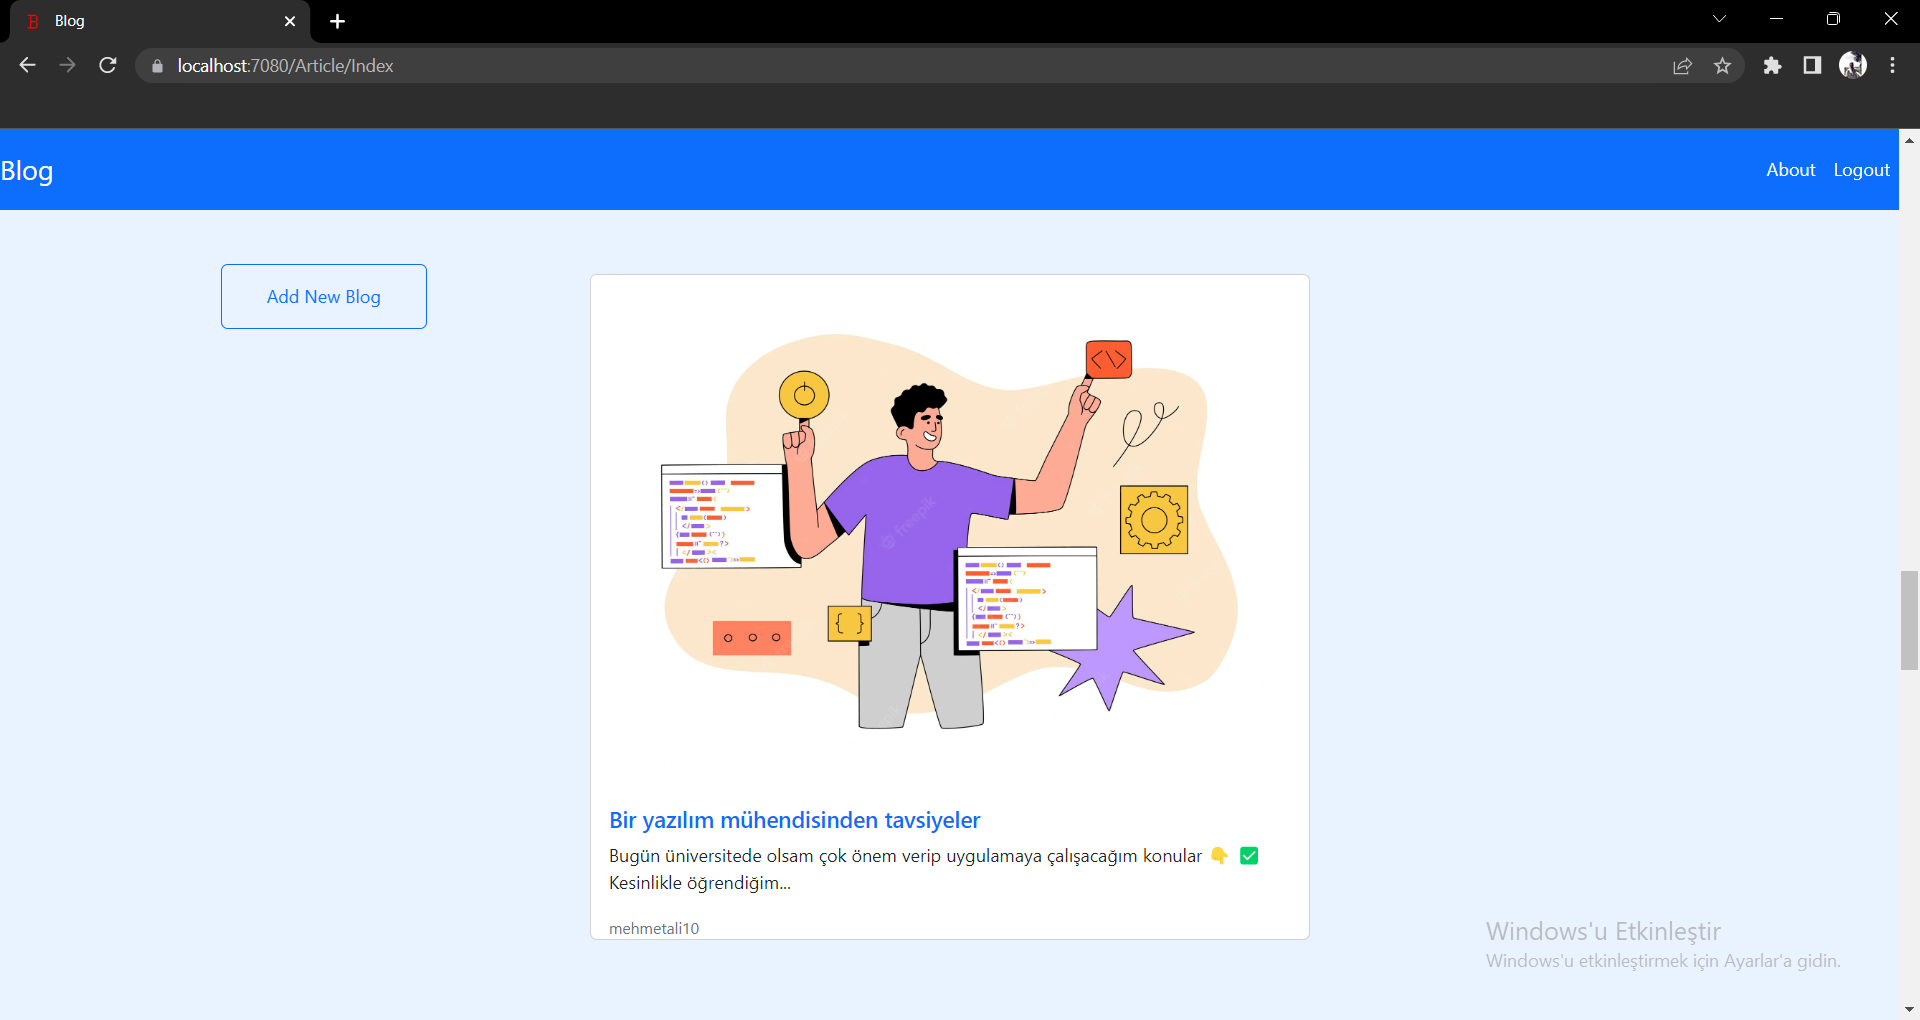 Blog
localhost:7080/Article/Index
Blog
About Logout
Add New Blog
freepik
Bir yazılım mühendisinden tavsiyeler
Bugün üniversitede olsam çok önem verip uygulamaya çalışacağım konular 👇 ✅
Kesinlikle öğrendiğim...
mehmetali10
Windows'u Etkinleştir
Windows'u etkinleştirmek için Ayarlar'a gidin.